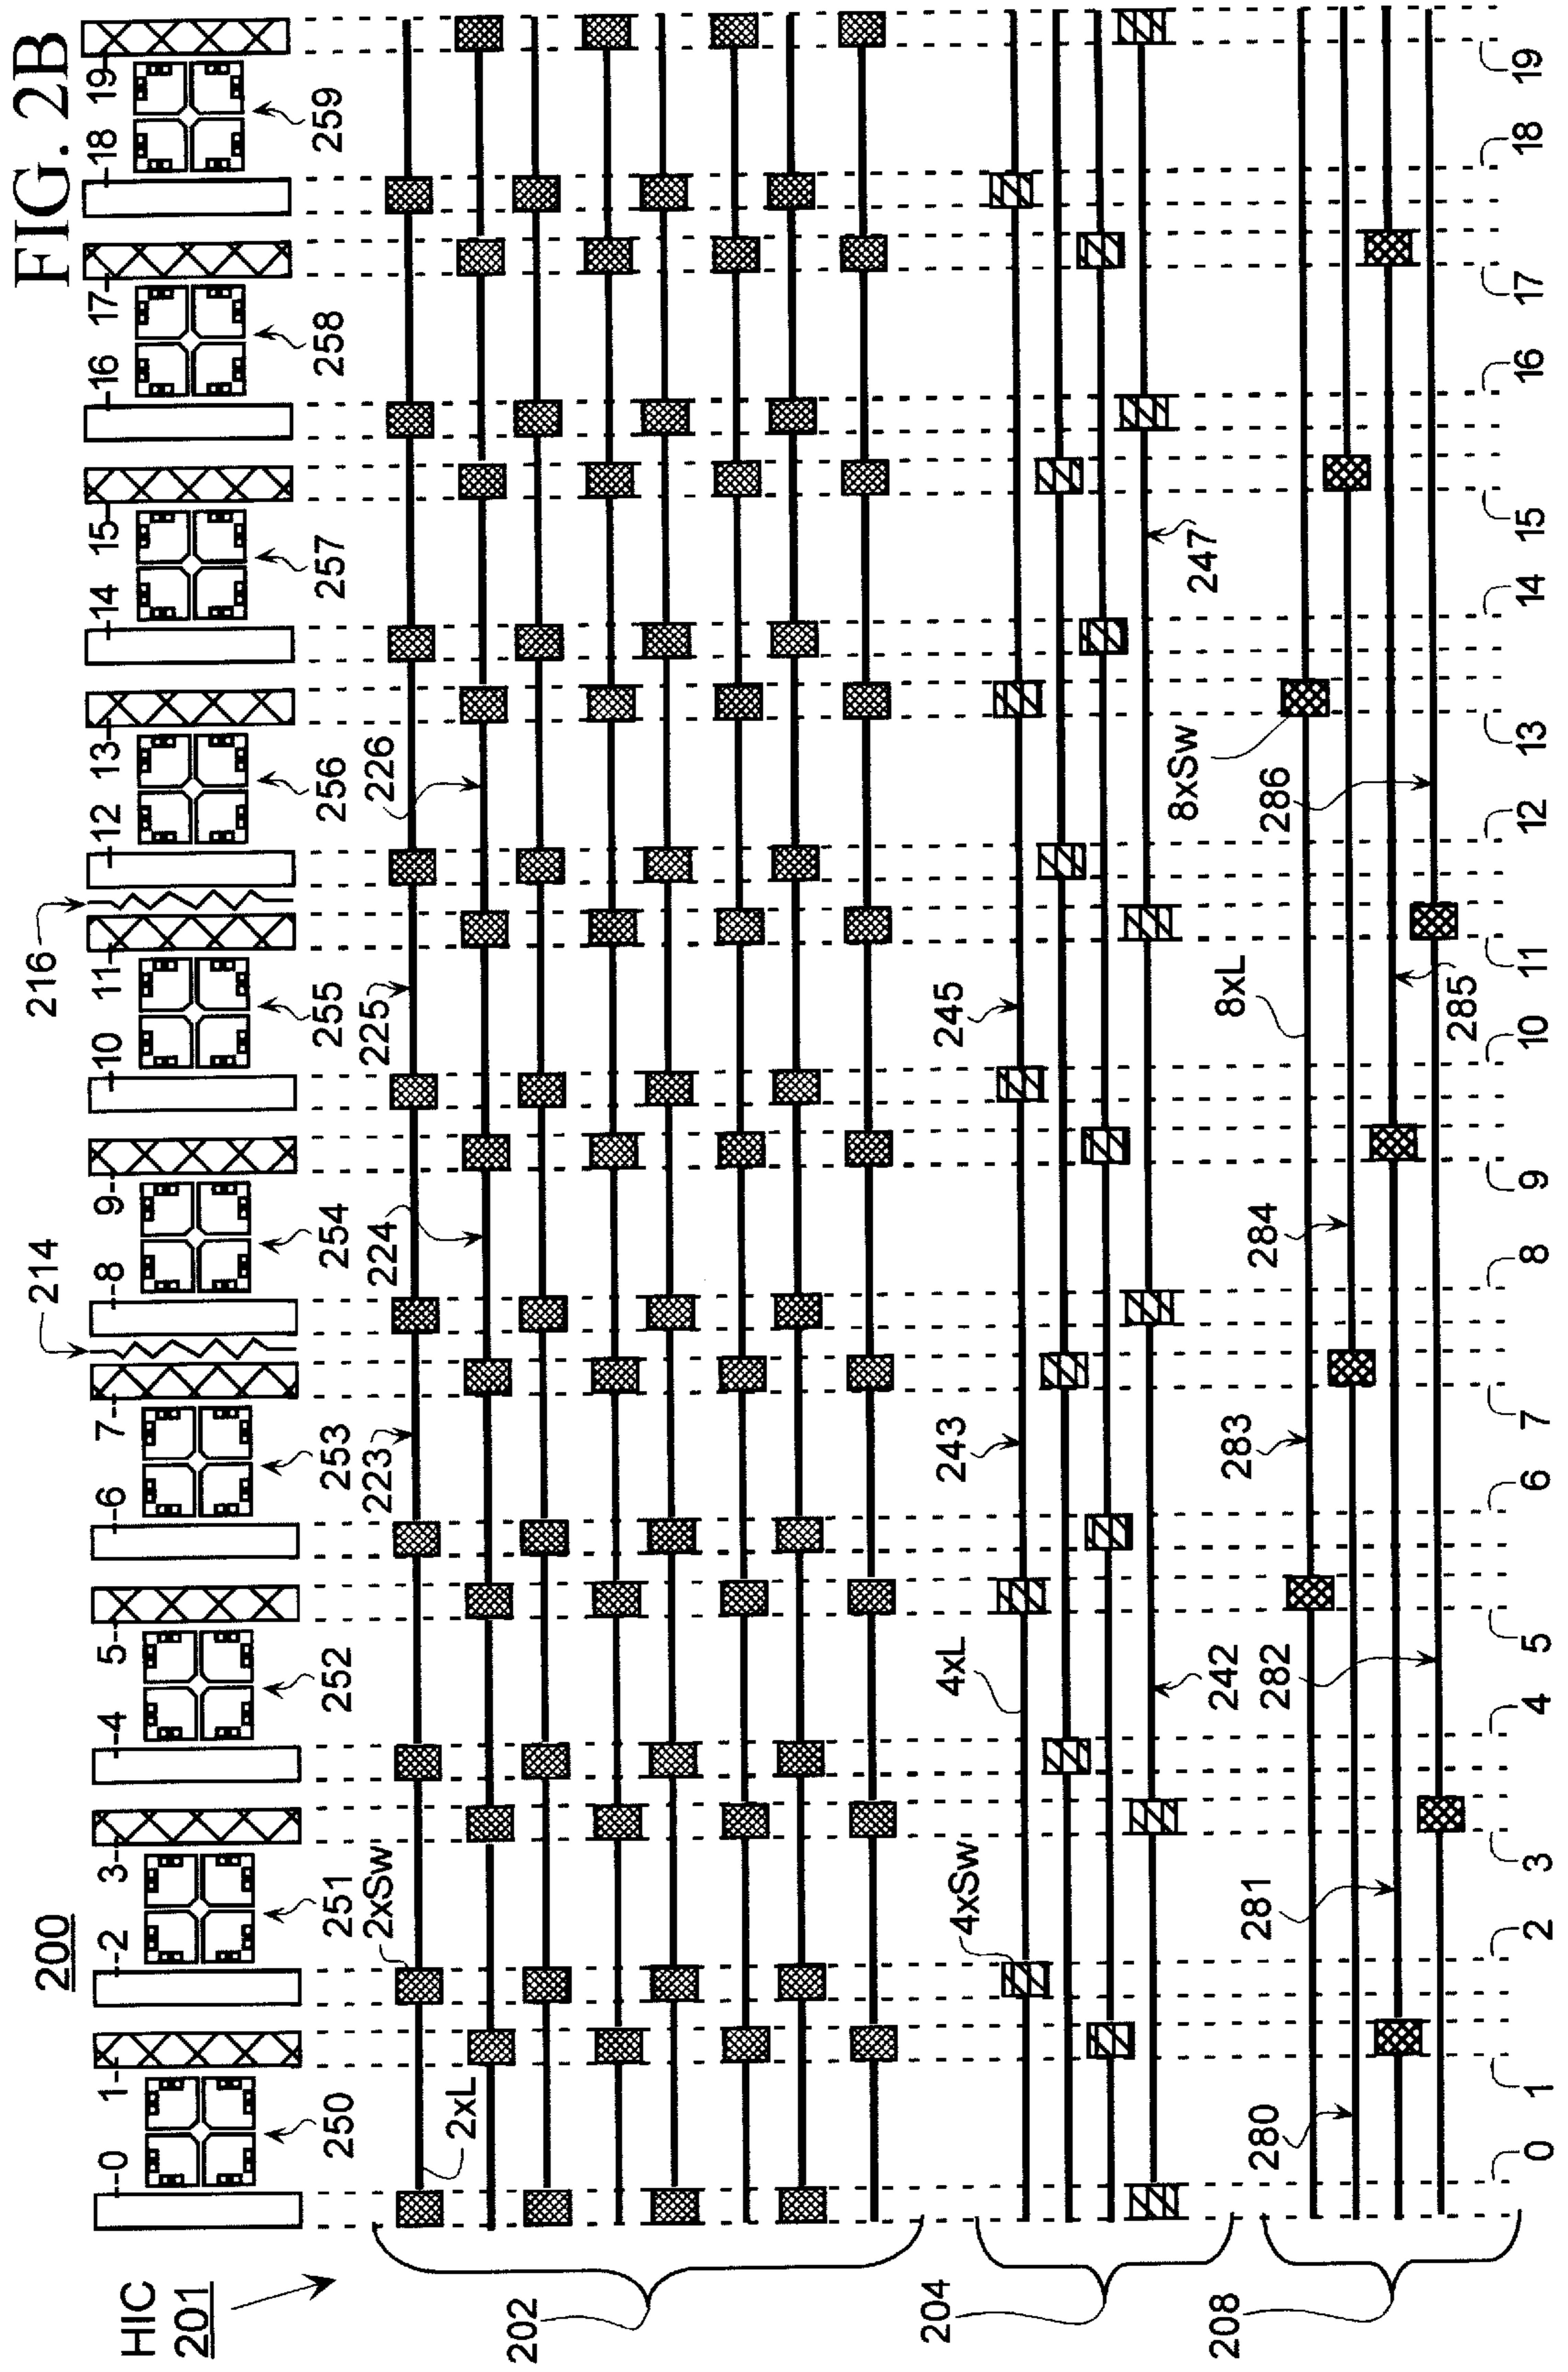 FIG. 2B
200
HIC
201
0 1 2 3 4 5 6 7 8 9 10 11 12 13 14 15 16 17 18 19
214 216
250 251 252 253 254 255 256 257 258 259
2xL 2xSw 223 224 225 226
202
4xSw 4xL 243 245
242 247
204
8xL 8xSw
280 281 282 283 284 285 286
208
0 1 2 3 4 5 6 7 8 9 10 11 12 13 14 15 16 17 18 19